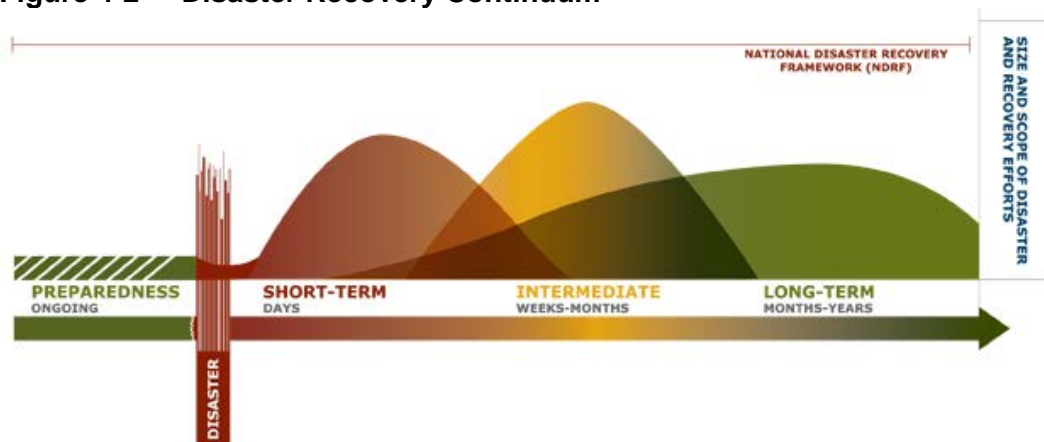 Figure Disaster Recovery Continuum
NATIONAL DISASTER RECOVERY
FRAMEWORK (NDRF)
SIZE AND SCOPE OF DISASTER
AND RECOVERY EFFORTS
PREPAREDNESS
ONGOING
SHORT-TERM
DAYS
INTERMEDIATE
WEEKS-MONTHS
LONG-TERM
MONTHS-YEARS
DISASTER